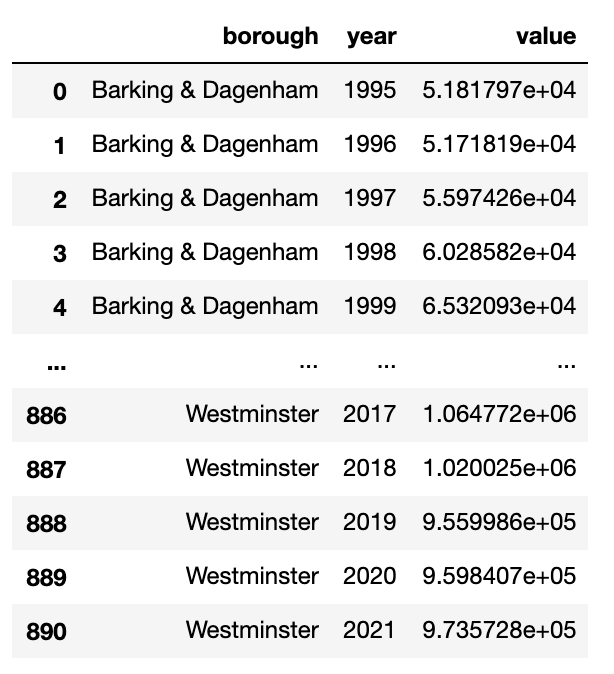 borough year value
0 Barking & Dagenham 1995 5.181797e+04
1 Barking & Dagenham 1996 5.171819e+04
2 Barking & Dagenham 1997 5.597426e+04
3 Barking & Dagenham 1998 6.028582e+04
4 Barking & Dagenham 1999 6.532093e+04
... ... ... ...
886 Westminster 2017 1.064772e+06
887 Westminster 2018 1.020025e+06
888 Westminster 2019 9.559986e+05
889 Westminster 2020 9.598407e+05
890 Westminster 2021 9.735728e+05